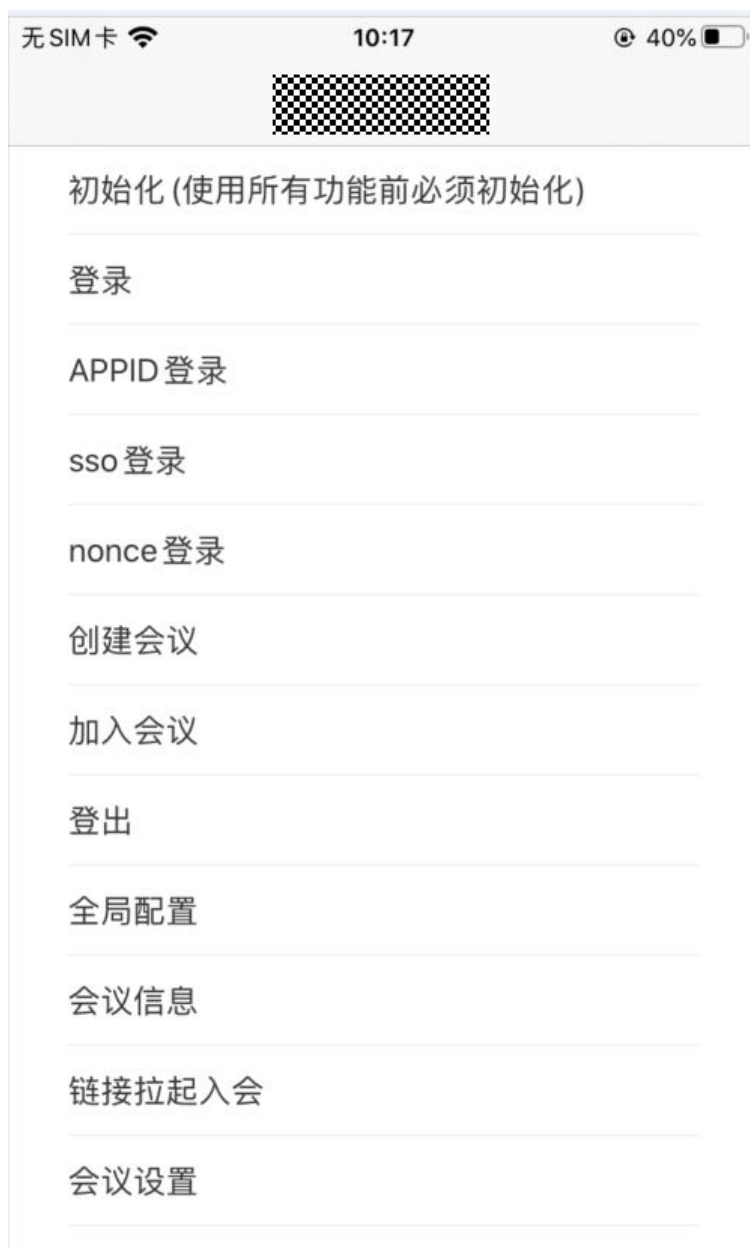 无SIM卡 10:17 40%
初始化(使用所有功能前必须初始化)
登录
APPID登录
sso登录
nonce登录
创建会议
加入会议
登出
全局配置
会议信息
链接拉起入会
会议设置